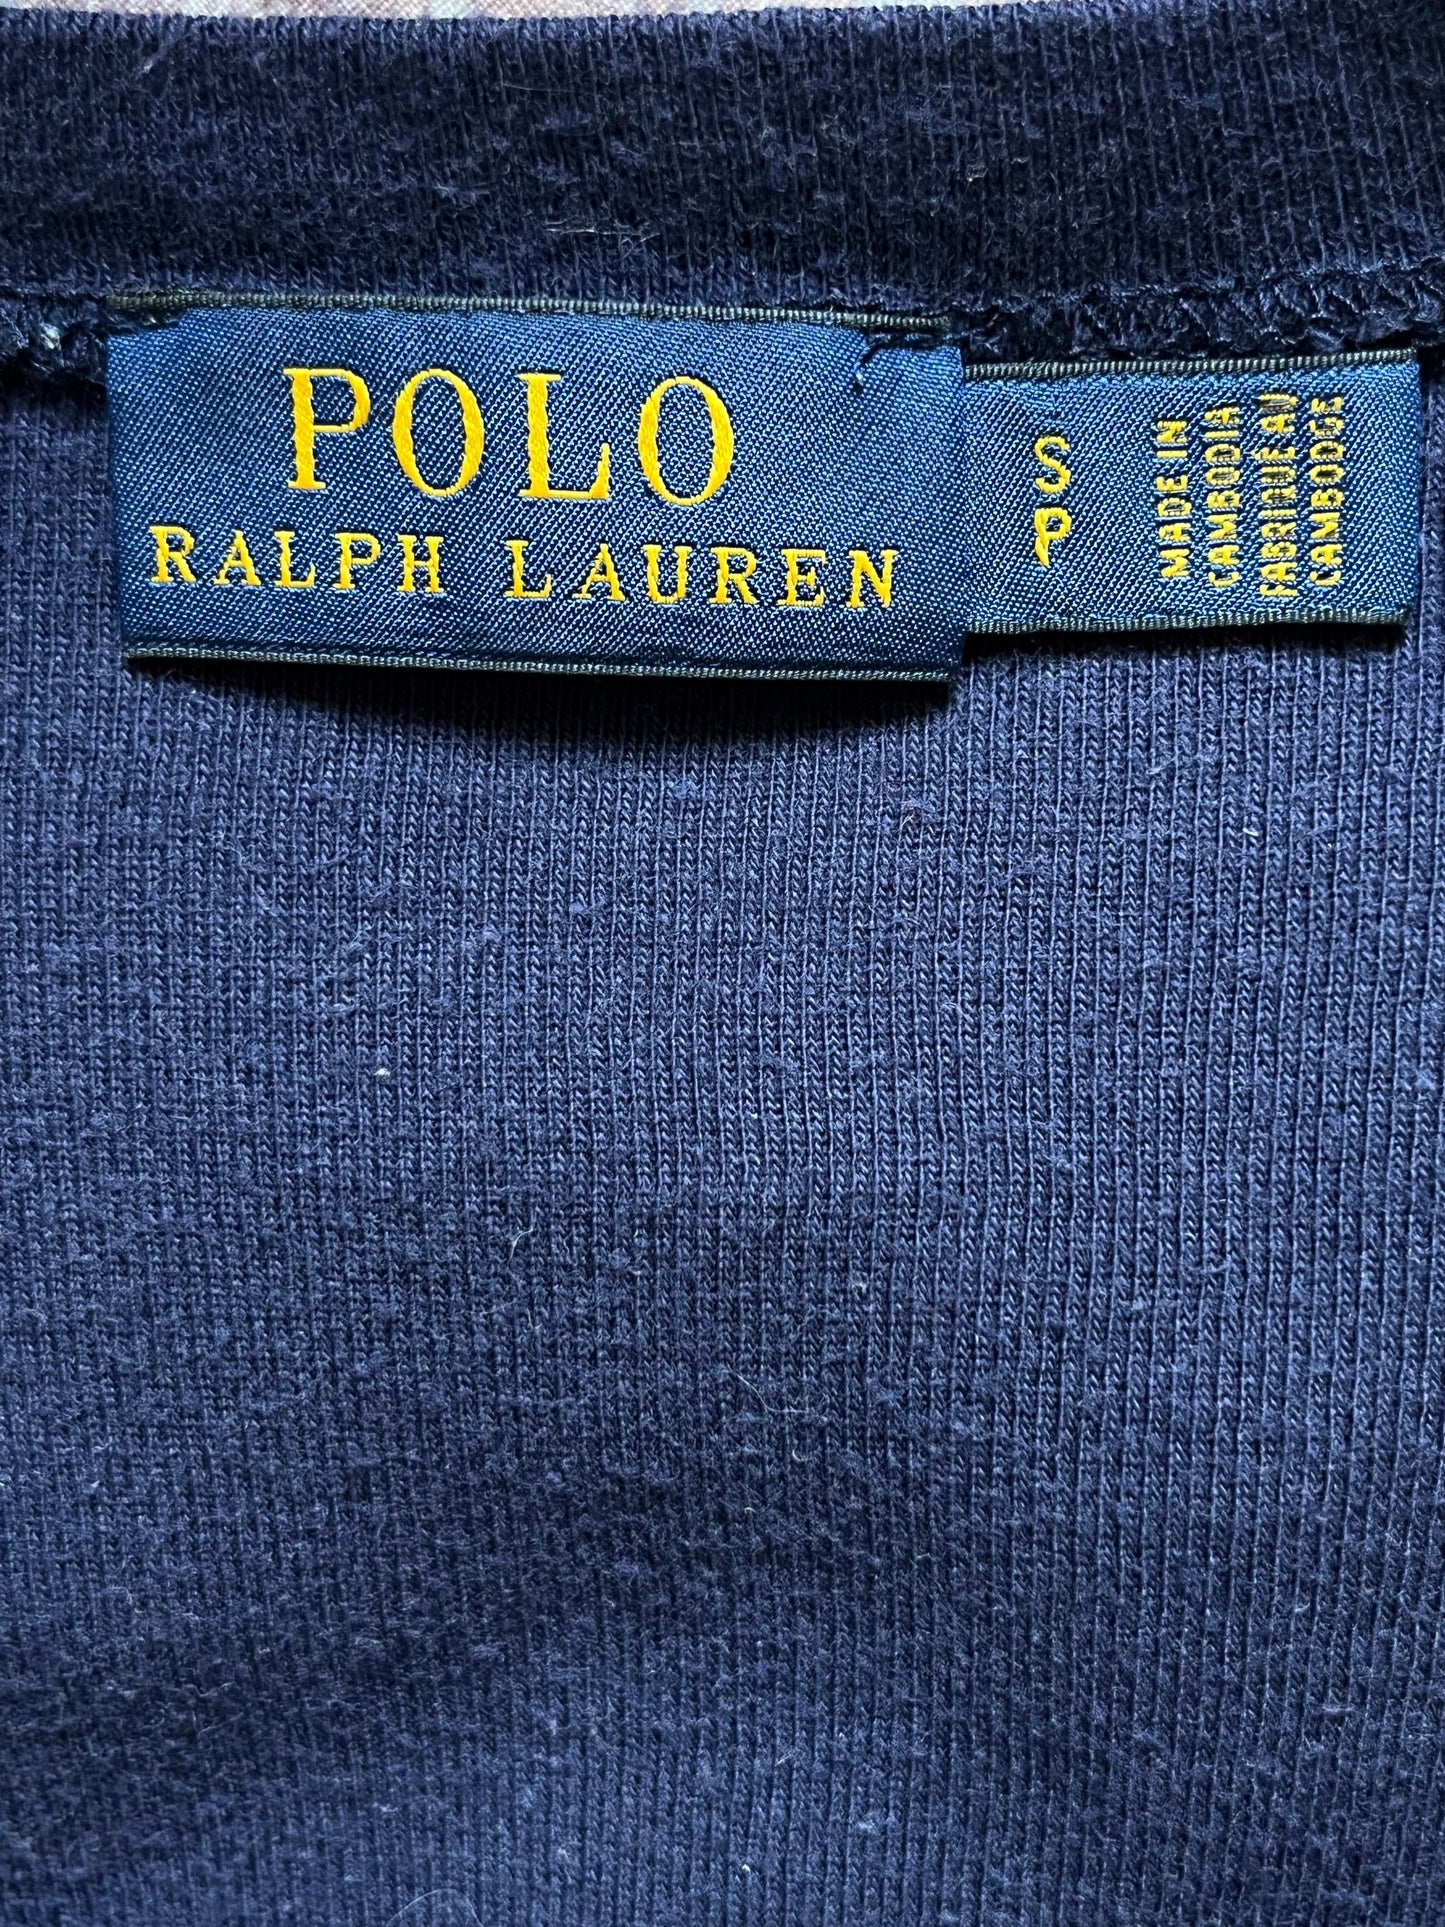 POLO
RALPH LAUREN
S
P
MADE IN
CAMBODIA
FABRIQUÉ AU
CAMBODGE